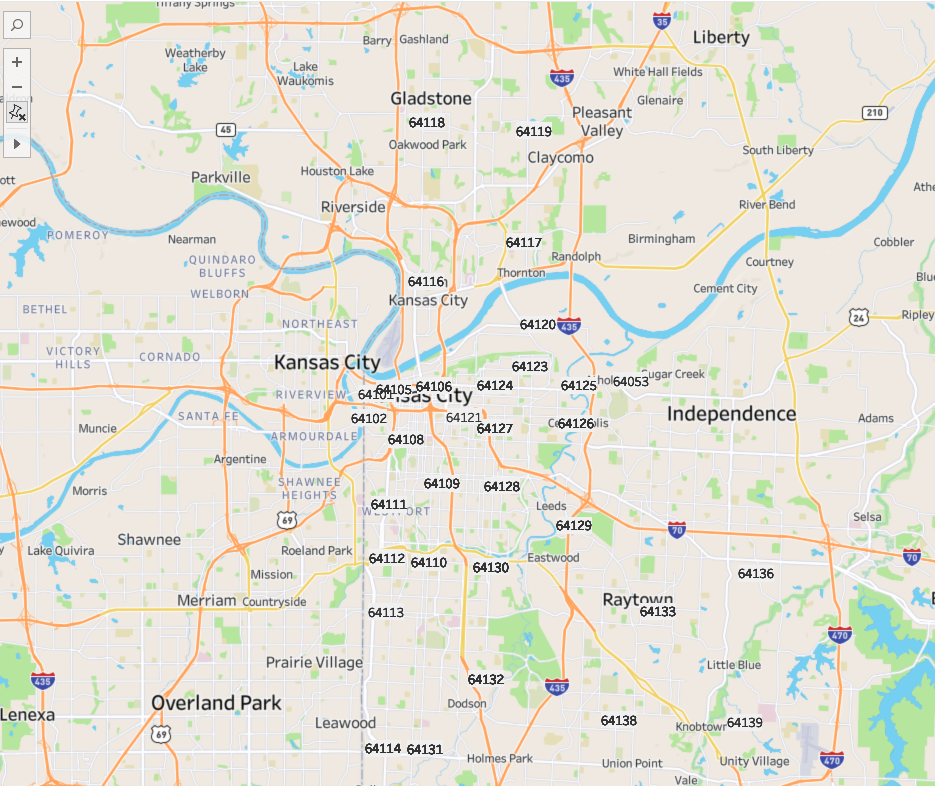 Tiffany Springs
35
Barry
Gashland
Liberty
Weatherby
Lake
Lake
Waukomis
435
White Hall Fields
Gladstone
Glenaire
64118
Pleasant
Valley
210
45
64119
Oakwood Park
Claycomo
South Liberty
Parkville
Houston Lake
Riverside
River Bend
POMEROY
Nearman
64117
Birmingham
Cobbler
QUINDARO
BLUFFS
Randolph
Courtney
Thornton
64116
Cement City
WELBORN
Kansas City
BETHEL
Ripley
24
NORTHEAST
64120
435
VICTORY
HILLS
CORNADO
Kansas City
64123
Sugar Creek
64105
64106
64124
64125
64053
RIVERVIEW
64101
sas City
SANTA FE
64102
64121
Independence
Adams
Muncie
64127
64126
ARMOURDALE
64108
Argentine
SHAWNEE
HEIGHTS
64109
64128
Morris
64111
Leeds
69
Selsa
64129
70
Shawnee
Lake Quivira
Roeland Park
64112
64110
Eastwood
70
64130
Mission
64136
Merriam
Countryside
Raytown
64113
64133
470
Prairie Village
Little Blue
435
64132
435
Overland Park
Dodson
Lenexa
Leawood
64138
Knobtown
64139
69
64114
64131
Holmes Park
Union Point
Unity Village
470
Vale